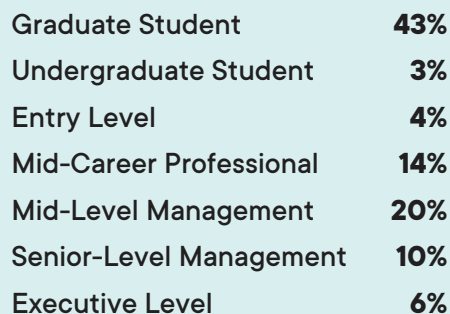 Graduate Student 43%
Undergraduate Student 3%
Entry Level 4%
Mid-Career Professional 14%
Mid-Level Management 20%
Senior-Level Management 10%
Executive Level 6%